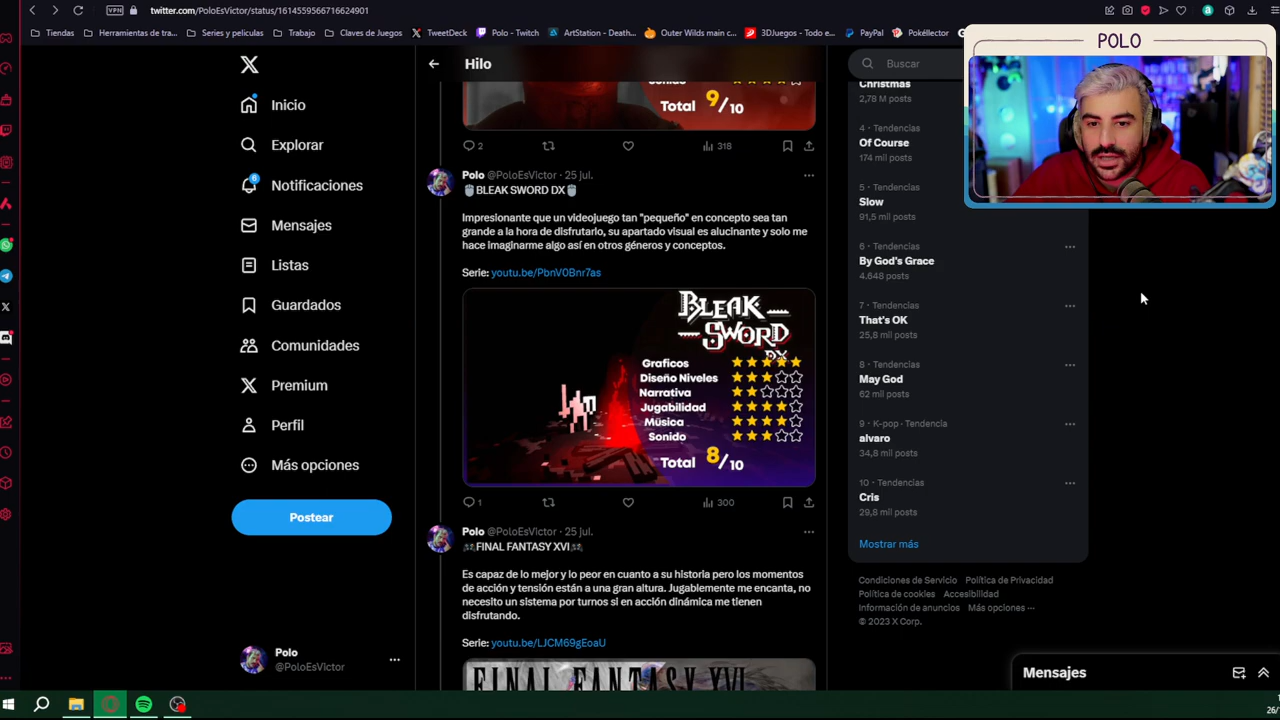 twitter.com/PoloEsVictor/status/1614559566716624901
VPN
Tiendas
Herramientas de tra...
Series y peliculas
Trabajo
Claves de Juegos
TweetDeck
Polo - Twitch
ArtStation - Death...
Outer Wilds main c...
3DJuegos - Todo e...
PayPal
Pokéllector
POLO
Hilo
Buscar
Inicio
Explorar
6
Notificaciones
Mensajes
Listas
Guardados
Comunidades
Premium
Perfil
Más opciones
Postear
Polo
@PoloEsVictor
Total 9/10
2
318
Polo @PoloEsVictor · 25 jul.
BLEAK SWORD DX
Impresionante que un videojuego tan "pequeño" en concepto sea tan
grande a la hora de disfrutarlo, su apartado visual es alucinante y solo me
hace imaginarme algo así en otros géneros y conceptos.
Serie: youtu.be/PbnV0Bnr7as
BLEAK
SWORD
DX
Graficos
Diseño Niveles
Narrativa
Jugabilidad
Música
Sonido
Total 8/10
1
300
Polo @PoloEsVictor · 25 jul.
FINAL FANTASY XVI
Es capaz de lo mejor y lo peor en cuanto a su historia pero los momentos
de acción y tensión están a una gran altura. Jugablemente me encanta, no
necesito un sistema por turnos si en acción dinámica me tienen
disfrutando.
Serie: youtu.be/LJCM69gEoaU
FINAL FANTASY XVI
Christmas
2,78 M posts
4 · Tendencias
Of Course
174 mil posts
5 · Tendencias
Slow
91,5 mil posts
6 · Tendencias
By God's Grace
4.648 posts
7 · Tendencias
That's OK
25,8 mil posts
8 · Tendencias
May God
62 mil posts
9 · K-pop · Tendencia
alvaro
34,8 mil posts
10 · Tendencias
Cris
29,8 mil posts
Mostrar más
Condiciones de Servicio Política de Privacidad
Política de cookies Accesibilidad
Información de anuncios Más opciones ···
© 2023 X Corp.
Mensajes